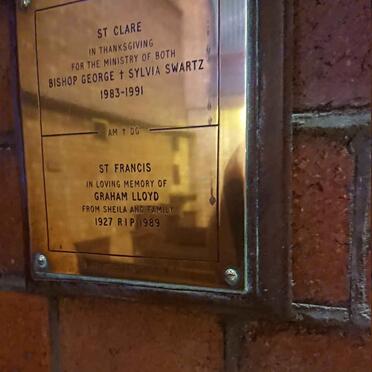 ST CLARE
IN THANKSGIVING
FOR THE MINISTRY OF BOTH
BISHOP GEORGE † SYLVIA SWARTZ
1983-1991
AM † DG
ST FRANCIS
IN LOVING MEMORY OF
GRAHAM LLOYD
FROM SHEILA AND FAMILY
1927 RIP 1989